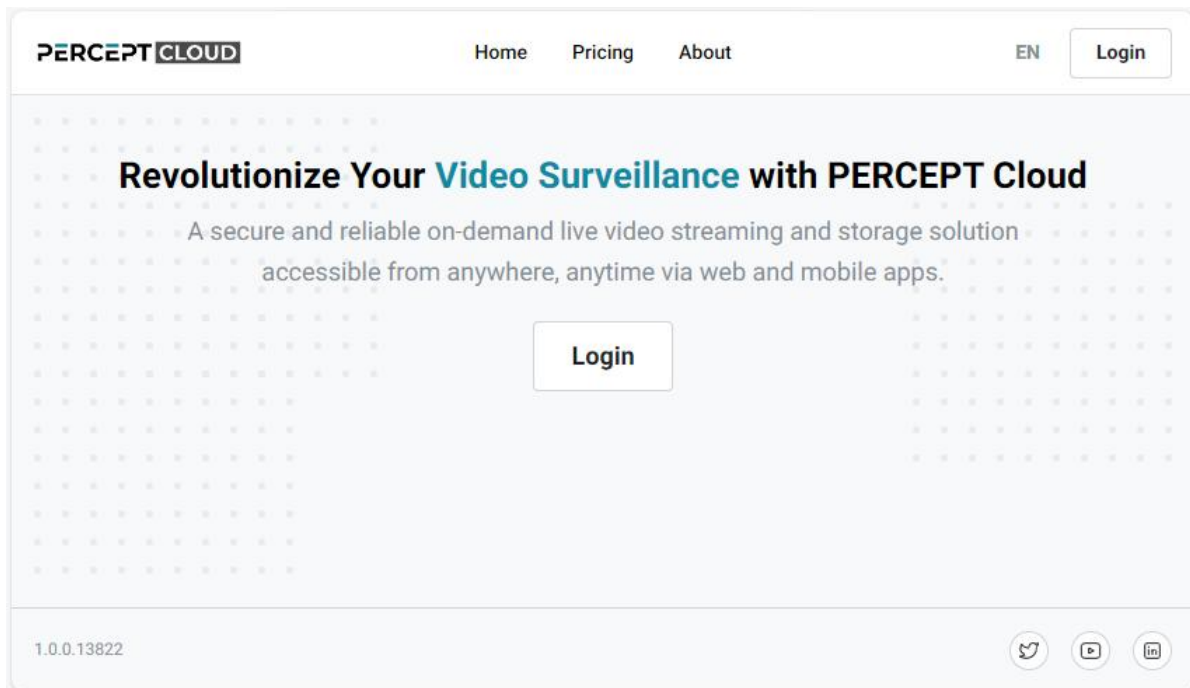 PERCEPT CLOUD
Home Pricing About
EN Login
Revolutionize Your Video Surveillance with PERCEPT Cloud
A secure and reliable on-demand live video streaming and storage solution
accessible from anywhere, anytime via web and mobile apps.
Login
1.0.0.13822
in